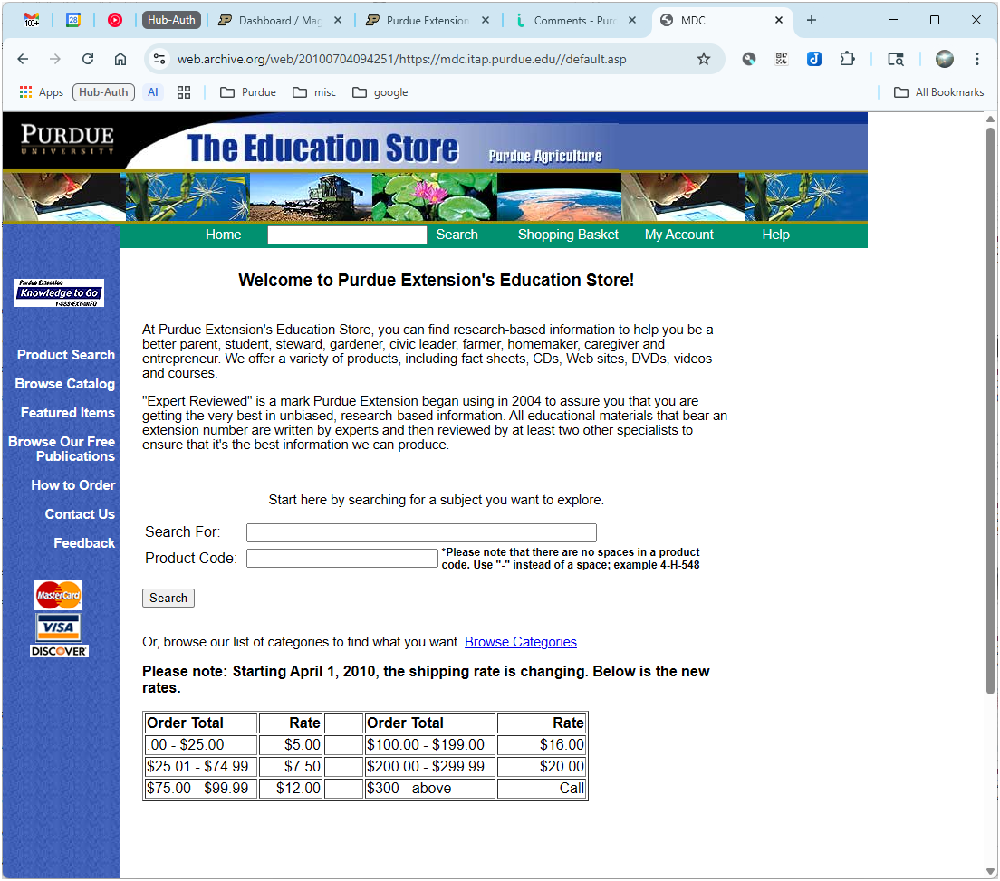 100+
28
Hub-Auth
Dashboard / Mag
Purdue Extension
Comments - Purd
MDC
web.archive.org/web/20100704094251/https://mdc.itap.purdue.edu//default.asp
Apps
Hub-Auth
AI
Purdue
misc
google
All Bookmarks
PURDUE
UNIVERSITY
The Education Store
Purdue Agriculture
Home
Search
Shopping Basket
My Account
Help
Purdue Extension
Knowledge to Go
1-888-EXT-INFO
Product Search
Browse Catalog
Featured Items
Browse Our Free
Publications
How to Order
Contact Us
Feedback
MasterCard
VISA
DISCOVER
Welcome to Purdue Extension's Education Store!
At Purdue Extension's Education Store, you can find research-based information to help you be a
better parent, student, steward, gardener, civic leader, farmer, homemaker, caregiver and
entrepreneur. We offer a variety of products, including fact sheets, CDs, Web sites, DVDs, videos
and courses.
"Expert Reviewed" is a mark Purdue Extension began using in 2004 to assure you that you are
getting the very best in unbiased, research-based information. All educational materials that bear an
extension number are written by experts and then reviewed by at least two other specialists to
ensure that it's the best information we can produce.
Start here by searching for a subject you want to explore.
Search For:
Product Code:
*Please note that there are no spaces in a product
code. Use "-" instead of a space; example 4-H-548
Search
Or, browse our list of categories to find what you want. Browse Categories
Please note: Starting April 1, 2010, the shipping rate is changing. Below is the new
rates.
Order Total Rate Order Total Rate
.00 - $25.00 $5.00 $100.00 - $199.00 $16.00
$25.01 - $74.99 $7.50 $200.00 - $299.99 $20.00
$75.00 - $99.99 $12.00 $300 - above Call